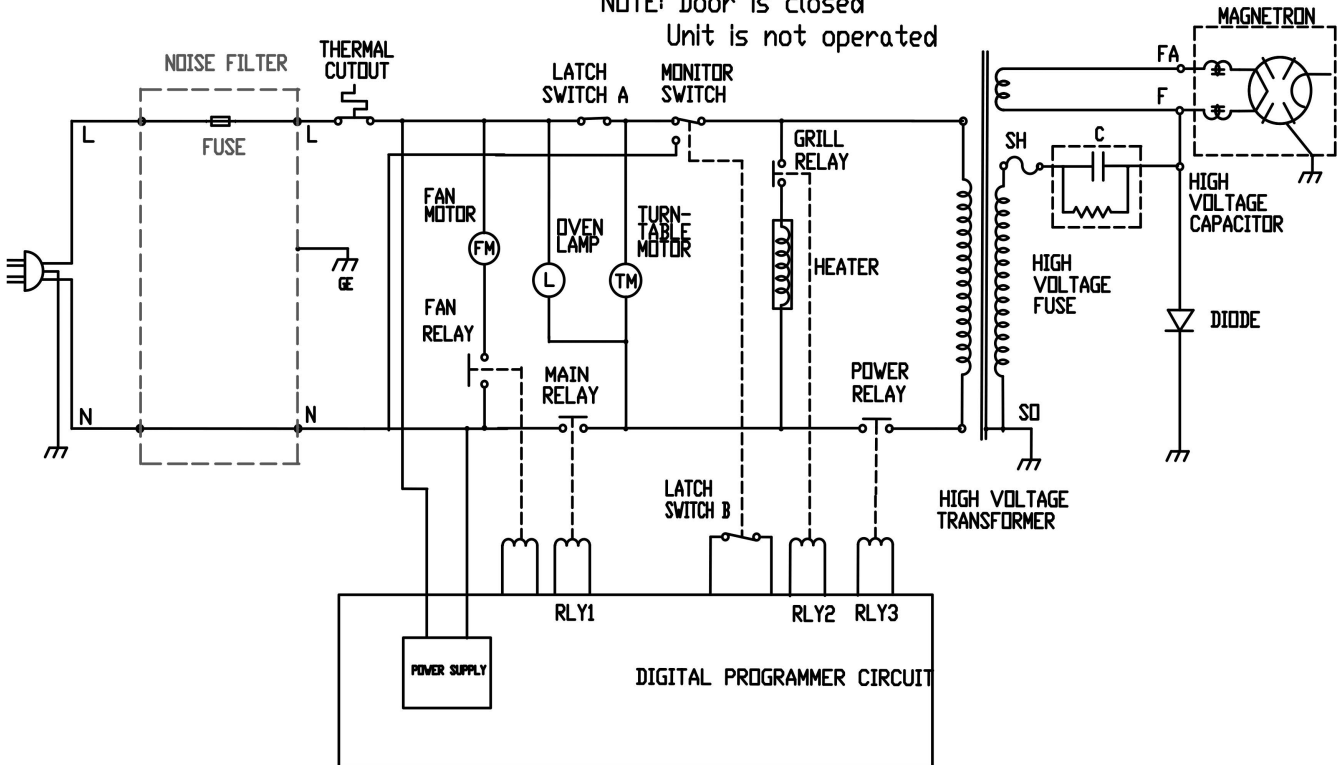 NOTE: Door is closed
Unit is not operated
MAGNETRON
NOISE FILTER
THERMAL
CUTOUT
LATCH
SWITCH A
MONITOR
SWITCH
FA
F
L
FUSE
L
GRILL
RELAY
SH
C
HIGH
VOLTAGE
CAPACITOR
FAN
MOTOR
FM
OVEN
LAMP
TURN-
TABLE
MOTOR
L
TM
HEATER
HIGH
VOLTAGE
FUSE
GE
DIODE
FAN
RELAY
MAIN
RELAY
POWER
RELAY
N
N
SO
LATCH
SWITCH B
HIGH VOLTAGE
TRANSFORMER
RLY1
RLY2
RLY3
POWER SUPPLY
DIGITAL PROGRAMMER CIRCUIT